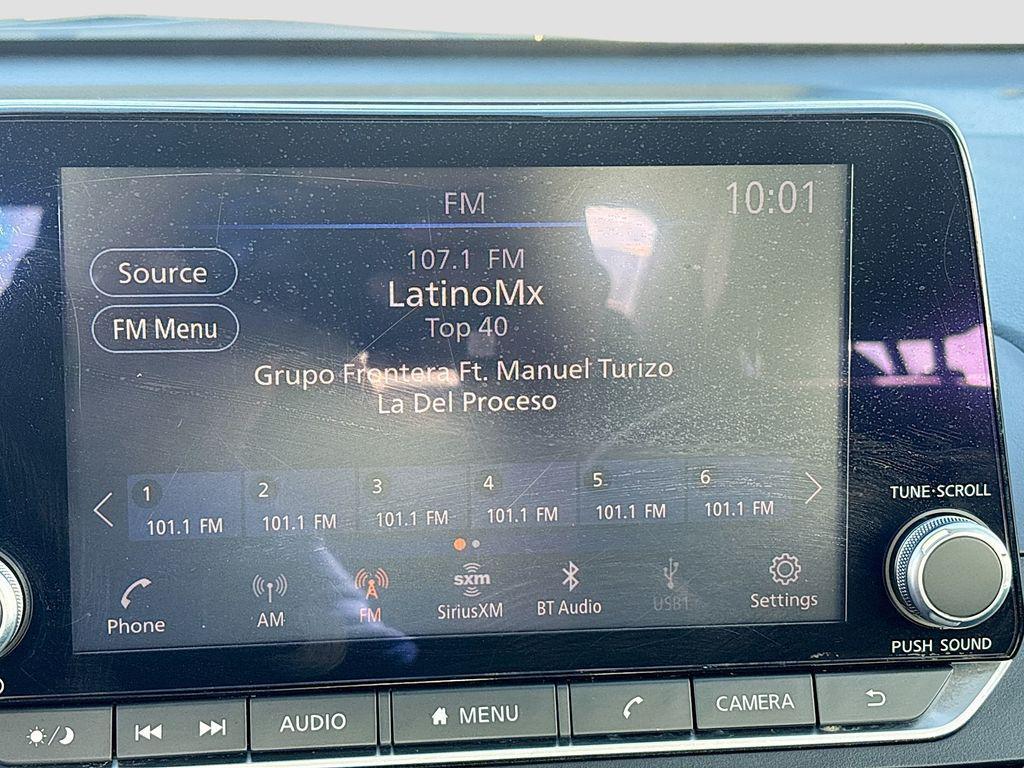 FM
10:01
Source
FM Menu
107.1 FM
LatinoMx
Top 40
Grupo Frontera Ft. Manuel Turizo
La Del Proceso
1
101.1 FM
2
101.1 FM
3
101.1 FM
4
101.1 FM
5
101.1 FM
6
101.1 FM
Phone
AM
FM
sxm
SiriusXM
BT Audio
USB1
Settings
TUNE·SCROLL
PUSH SOUND
AUDIO
MENU
CAMERA